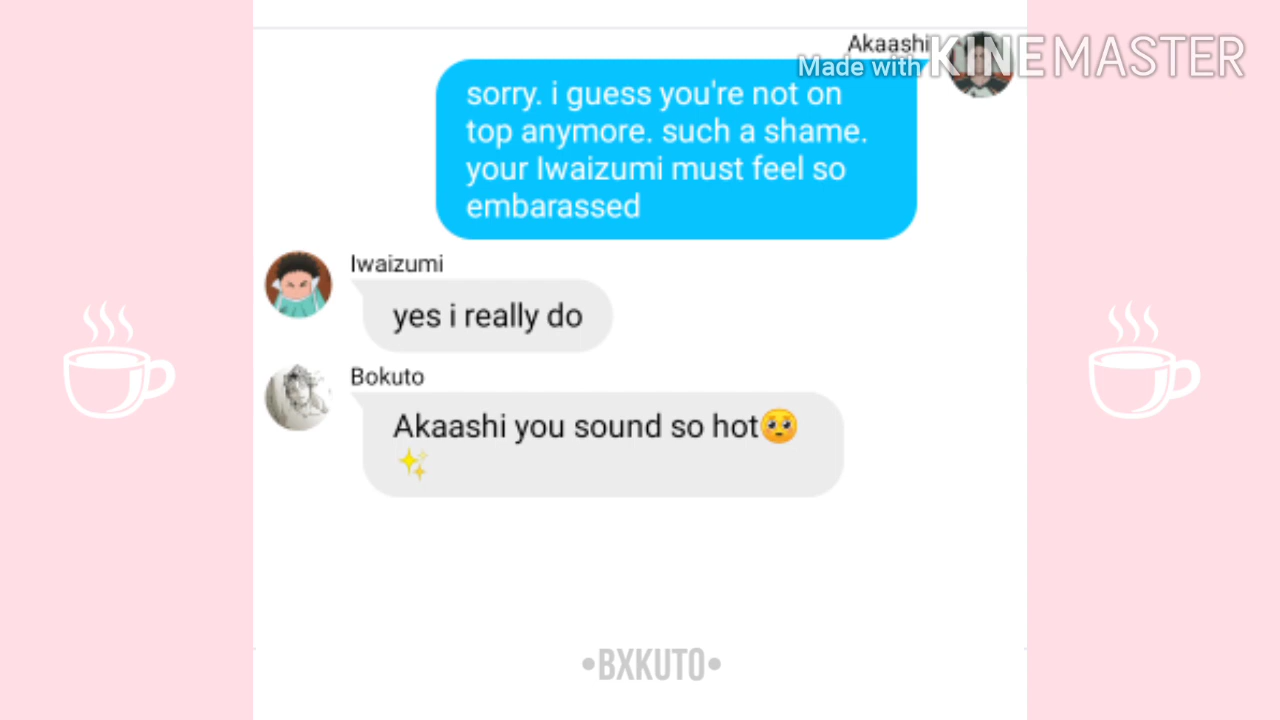 Akaashi
Made with KINEMASTER
sorry. i guess you're not on
top anymore. such a shame.
your Iwaizumi must feel so
embarassed
Iwaizumi
yes i really do
Bokuto
Akaashi you sound so hot🥺
✨
•BXKUTO•